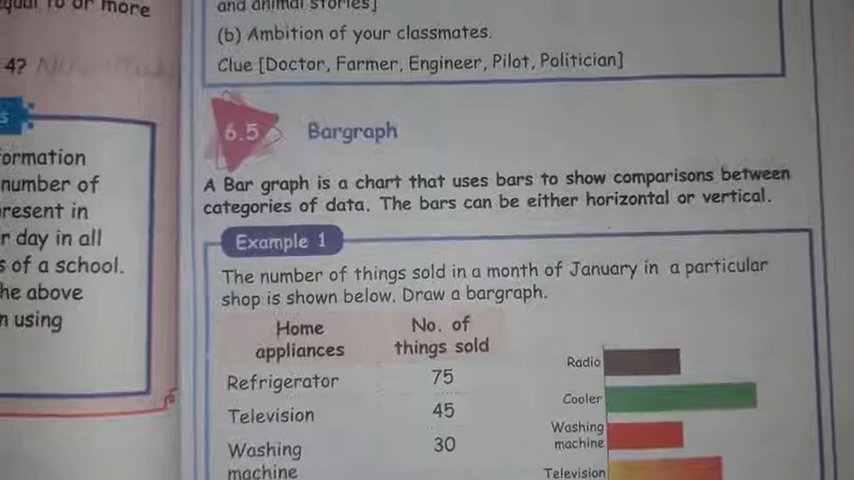 equal to or more
4?
ormation
number of
resent in
r day in all
s of a school.
he above
n using
and animal stories]
(b) Ambition of your classmates.
Clue [Doctor, Farmer, Engineer, Pilot, Politician]
6.5 Bargraph
A Bar graph is a chart that uses bars to show comparisons between
categories of data. The bars can be either horizontal or vertical.
Example 1
The number of things sold in a month of January in a particular
shop is shown below. Draw a bargraph.
Home
appliances
No. of
things sold
Refrigerator 75
Television 45
Washing
machine
30
Radio
Cooler
Washing
machine
Television